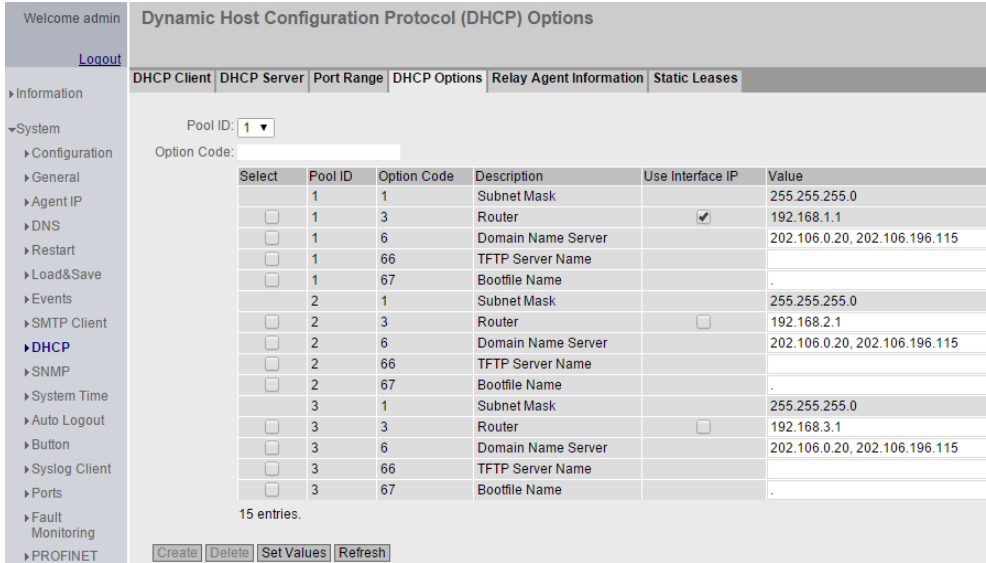 Welcome admin
Logout
Dynamic Host Configuration Protocol (DHCP) Options
DHCP Client DHCP Server Port Range DHCP Options Relay Agent Information Static Leases
Information
System
Configuration
General
Agent IP
DNS
Restart
Load&Save
Events
SMTP Client
DHCP
SNMP
System Time
Auto Logout
Button
Syslog Client
Ports
Fault
Monitoring
PROFINET
Pool ID: 1
Option Code:
Select Pool ID Option Code Description Use Interface IP Value
1 1 Subnet Mask 255.255.255.0
1 3 Router 192.168.1.1
1 6 Domain Name Server 202.106.0.20, 202.106.196.115
1 66 TFTP Server Name
1 67 Bootfile Name .
2 1 Subnet Mask 255.255.255.0
2 3 Router 192.168.2.1
2 6 Domain Name Server 202.106.0.20, 202.106.196.115
2 66 TFTP Server Name
2 67 Bootfile Name .
3 1 Subnet Mask 255.255.255.0
3 3 Router 192.168.3.1
3 6 Domain Name Server 202.106.0.20, 202.106.196.115
3 66 TFTP Server Name
3 67 Bootfile Name .
15 entries.
Create Delete Set Values Refresh